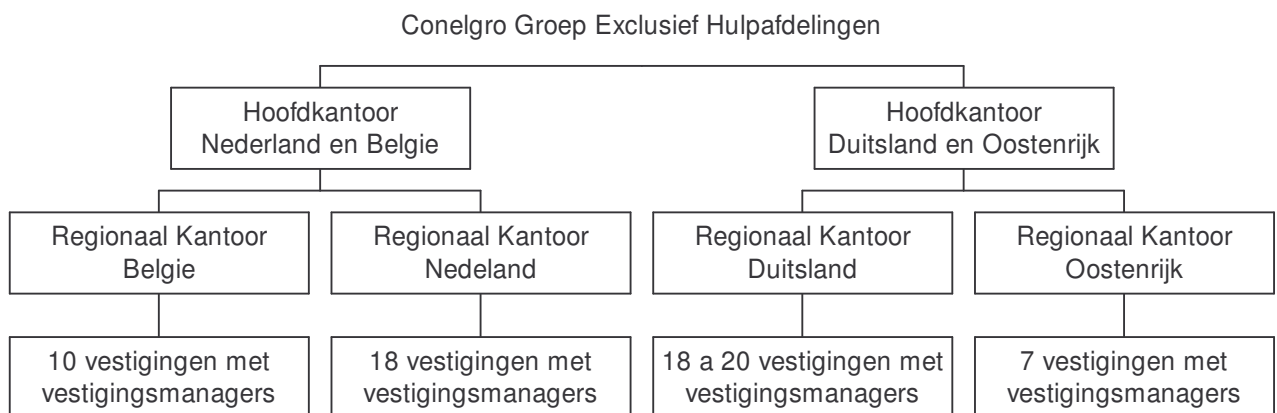 Conelgro Groep Exclusief Hulpafdelingen
Hoofdkantoor
Nederland en Belgie
Hoofdkantoor
Duitsland en Oostenrijk
Regionaal Kantoor
Belgie
Regionaal Kantoor
Nedeland
Regionaal Kantoor
Duitsland
Regionaal Kantoor
Oostenrijk
10 vestigingen met
vestigingsmanagers
18 vestigingen met
vestigingsmanagers
18 a 20 vestigingen met
vestigingsmanagers
7 vestigingen met
vestigingsmanagers